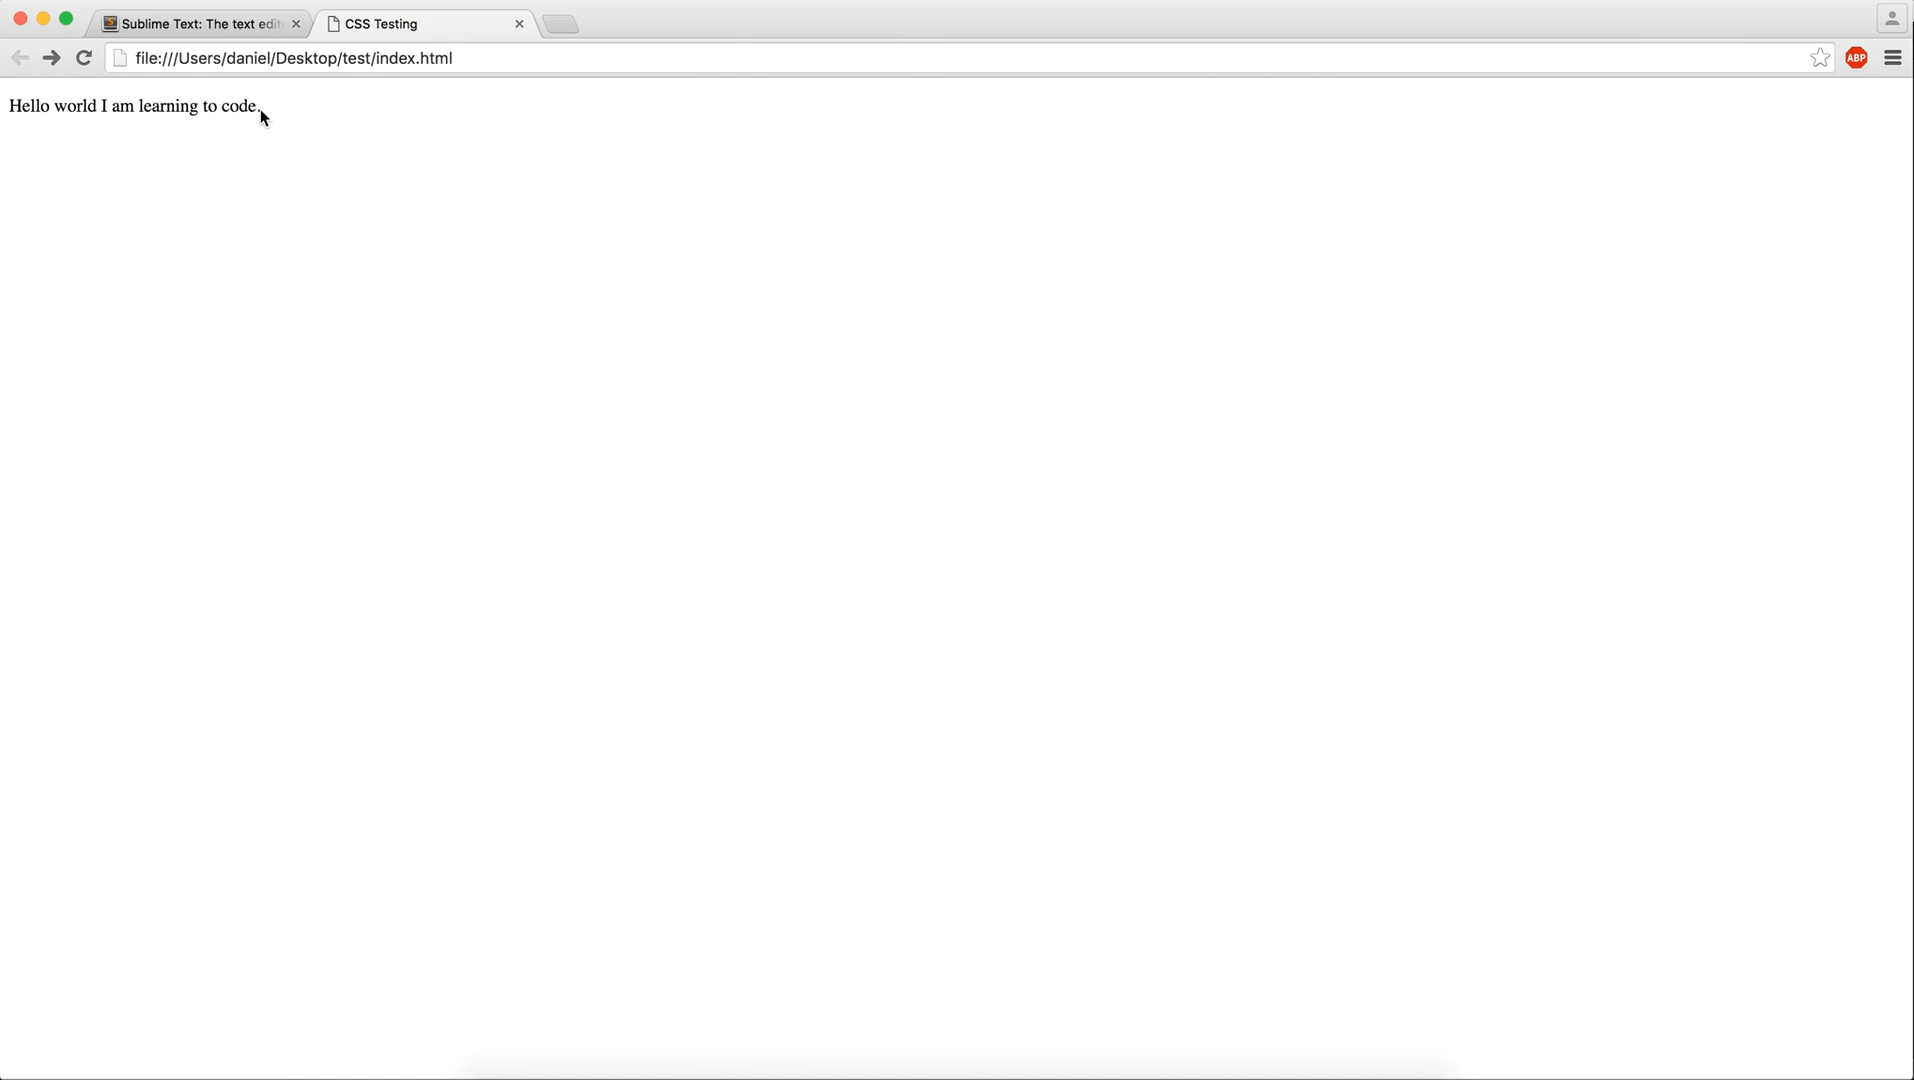 Sublime Text: The text edit
CSS Testing
file:///Users/daniel/Desktop/test/index.html
ABP
Hello world I am learning to code.